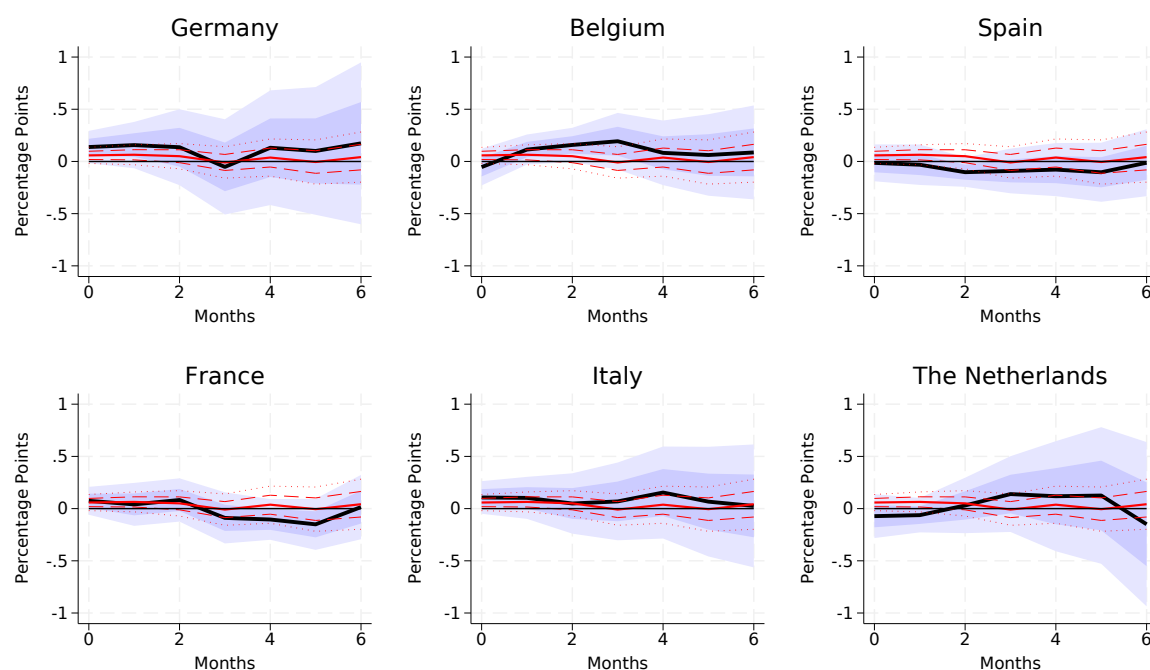 Germany
Percentage Points
1
.5
0
-.5
-1
0 2 4 6
Months
Belgium
Percentage Points
1
.5
0
-.5
-1
0 2 4 6
Months
Spain
Percentage Points
1
.5
0
-.5
-1
0 2 4 6
Months
France
Percentage Points
1
.5
0
-.5
-1
0 2 4 6
Months
Italy
Percentage Points
1
.5
0
-.5
-1
0 2 4 6
Months
The Netherlands
Percentage Points
1
.5
0
-.5
-1
0 2 4 6
Months